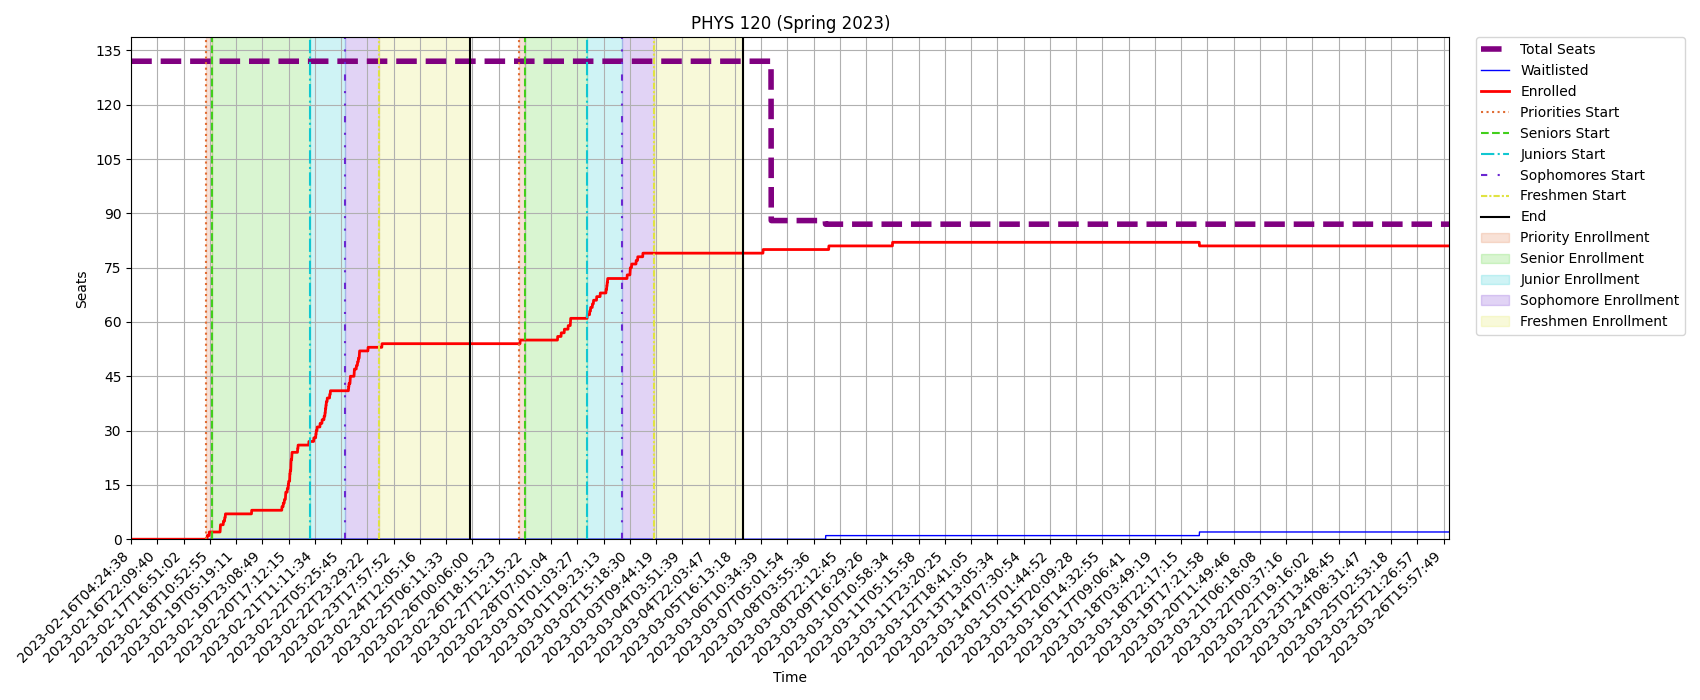 PHYS 120 (Spring 2023)
135
120
105
90
75
60
45
30
15
0
Seats
2023-02-16T04:24:38
2023-02-16T22:09:40
2023-02-17T16:51:02
2023-02-18T10:52:55
2023-02-19T05:19:11
2023-02-19T23:08:49
2023-02-20T17:12:15
2023-02-21T11:11:34
2023-02-22T05:25:45
2023-02-22T23:29:22
2023-02-23T17:57:52
2023-02-24T12:05:16
2023-02-25T06:11:33
2023-02-26T00:06:00
2023-02-26T18:15:23
2023-02-27T12:15:22
2023-02-28T07:01:04
2023-03-01T01:03:27
2023-03-01T19:23:13
2023-03-02T15:18:30
2023-03-03T09:44:19
2023-03-04T03:51:39
2023-03-04T22:03:47
2023-03-05T16:13:18
2023-03-06T10:34:39
2023-03-07T05:01:54
2023-03-08T03:55:36
2023-03-08T22:12:45
2023-03-09T16:29:26
2023-03-10T10:58:34
2023-03-11T05:15:58
2023-03-11T23:20:25
2023-03-12T18:41:05
2023-03-13T13:05:34
2023-03-14T07:30:54
2023-03-15T01:44:52
2023-03-15T20:09:28
2023-03-16T14:32:55
2023-03-17T09:06:41
2023-03-18T03:49:19
2023-03-18T22:17:15
2023-03-19T17:21:58
2023-03-20T11:49:46
2023-03-21T06:18:08
2023-03-22T00:37:16
2023-03-22T19:16:02
2023-03-23T13:48:45
2023-03-24T08:31:47
2023-03-25T02:53:18
2023-03-25T21:26:57
2023-03-26T15:57:49
Time
Total Seats
Waitlisted
Enrolled
Priorities Start
Seniors Start
Juniors Start
Sophomores Start
Freshmen Start
End
Priority Enrollment
Senior Enrollment
Junior Enrollment
Sophomore Enrollment
Freshmen Enrollment